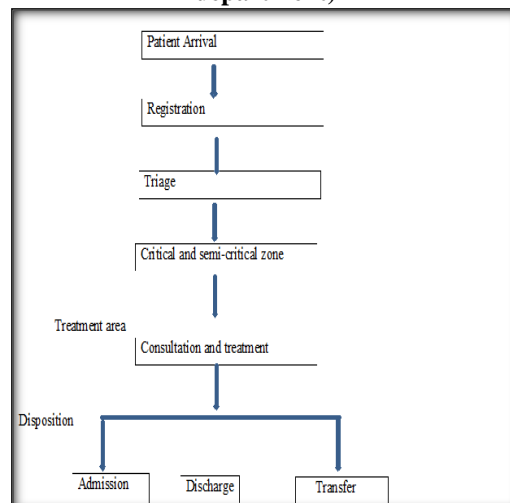 Patient Arrival
Registration
Triage
Critical and semi-critical zone
Treatment area
Consultation and treatment
Disposition
Admission Discharge Transfer